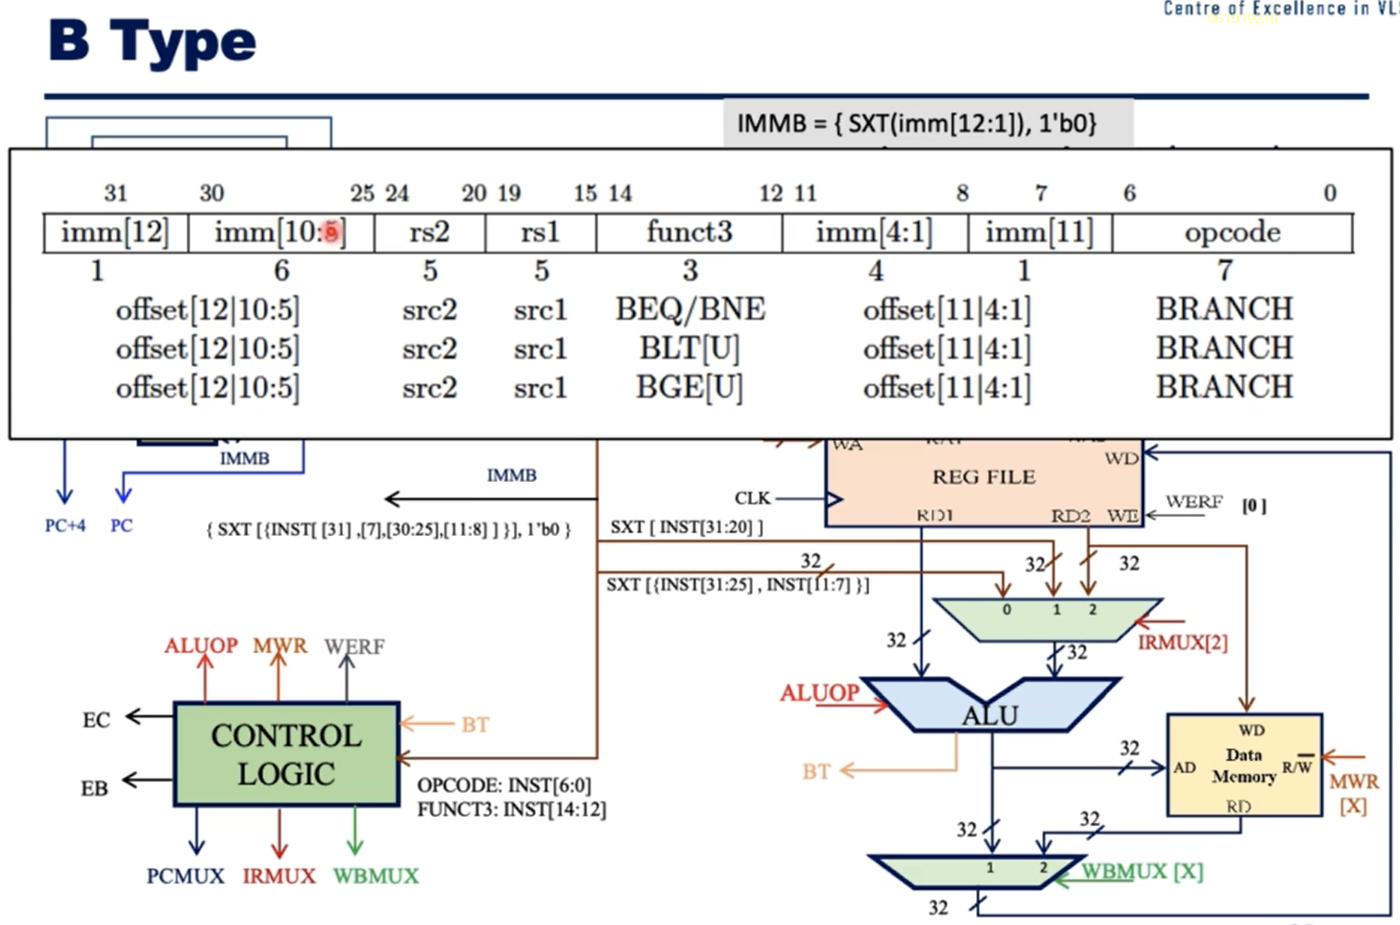 Centre of Excellence in VL
B Type
IMMB = { SXT(imm[12:1]), 1'b0}
31 30 25 24 20 19 15 14 12 11 8 7 6 0
imm[12] imm[10:5] rs2 rs1 funct3 imm[4:1] imm[11] opcode
1 6 5 5 3 4 1 7
offset[12|10:5] src2 src1 BEQ/BNE offset[11|4:1] BRANCH
offset[12|10:5] src2 src1 BLT[U] offset[11|4:1] BRANCH
offset[12|10:5] src2 src1 BGE[U] offset[11|4:1] BRANCH
WA
WD
REG FILE
IMMB
IMMB
CLK
WERF [0]
RD1 RD2 WE
PC+4 PC
{ SXT [{INST[ [31] ,[7],[30:25],[11:8] ] }], 1'b0 }
SXT [ INST[31:20] ]
32 32 32
SXT [{INST[31:25] , INST[11:7] }]
0 1 2
32 32
IRMUX[2]
ALUOP MWR WERF
ALUOP
ALU
EC
CONTROL
LOGIC
BT
EB
OPCODE: INST[6:0]
FUNCT3: INST[14:12]
BT
32
WD
AD
Data
Memory
R/W
RD
MWR
[X]
32
32
PCMUX IRMUX WBMUX
1 2
WBMUX [X]
32